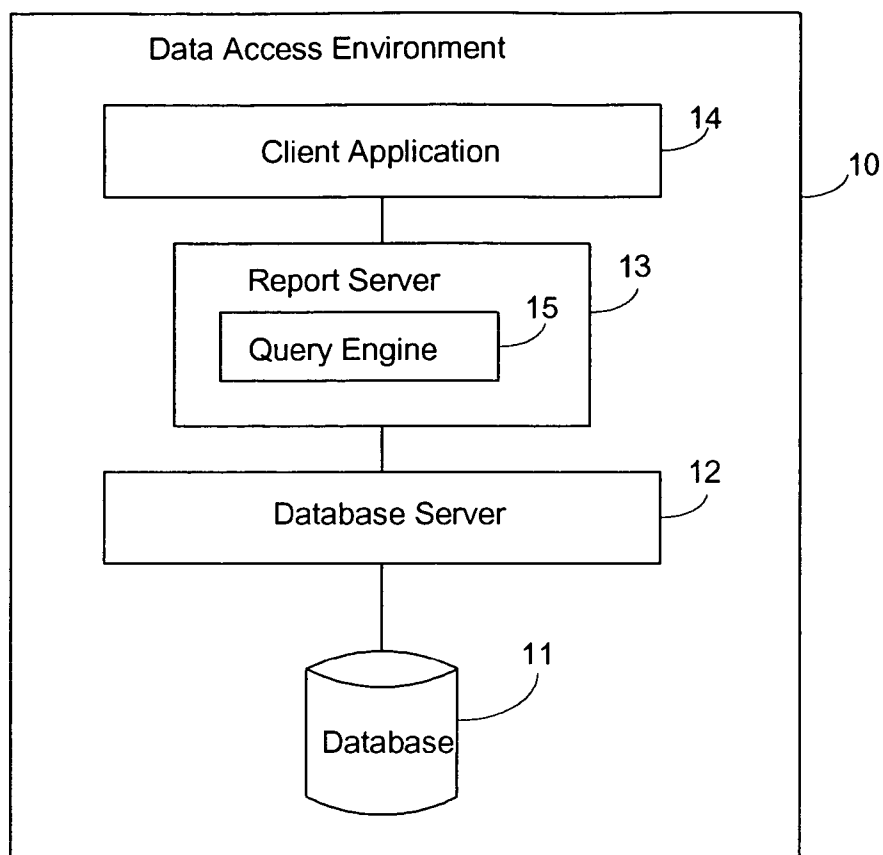 Data Access Environment
14
Client Application
10
13
Report Server
15
Query Engine
12
Database Server
11
Database